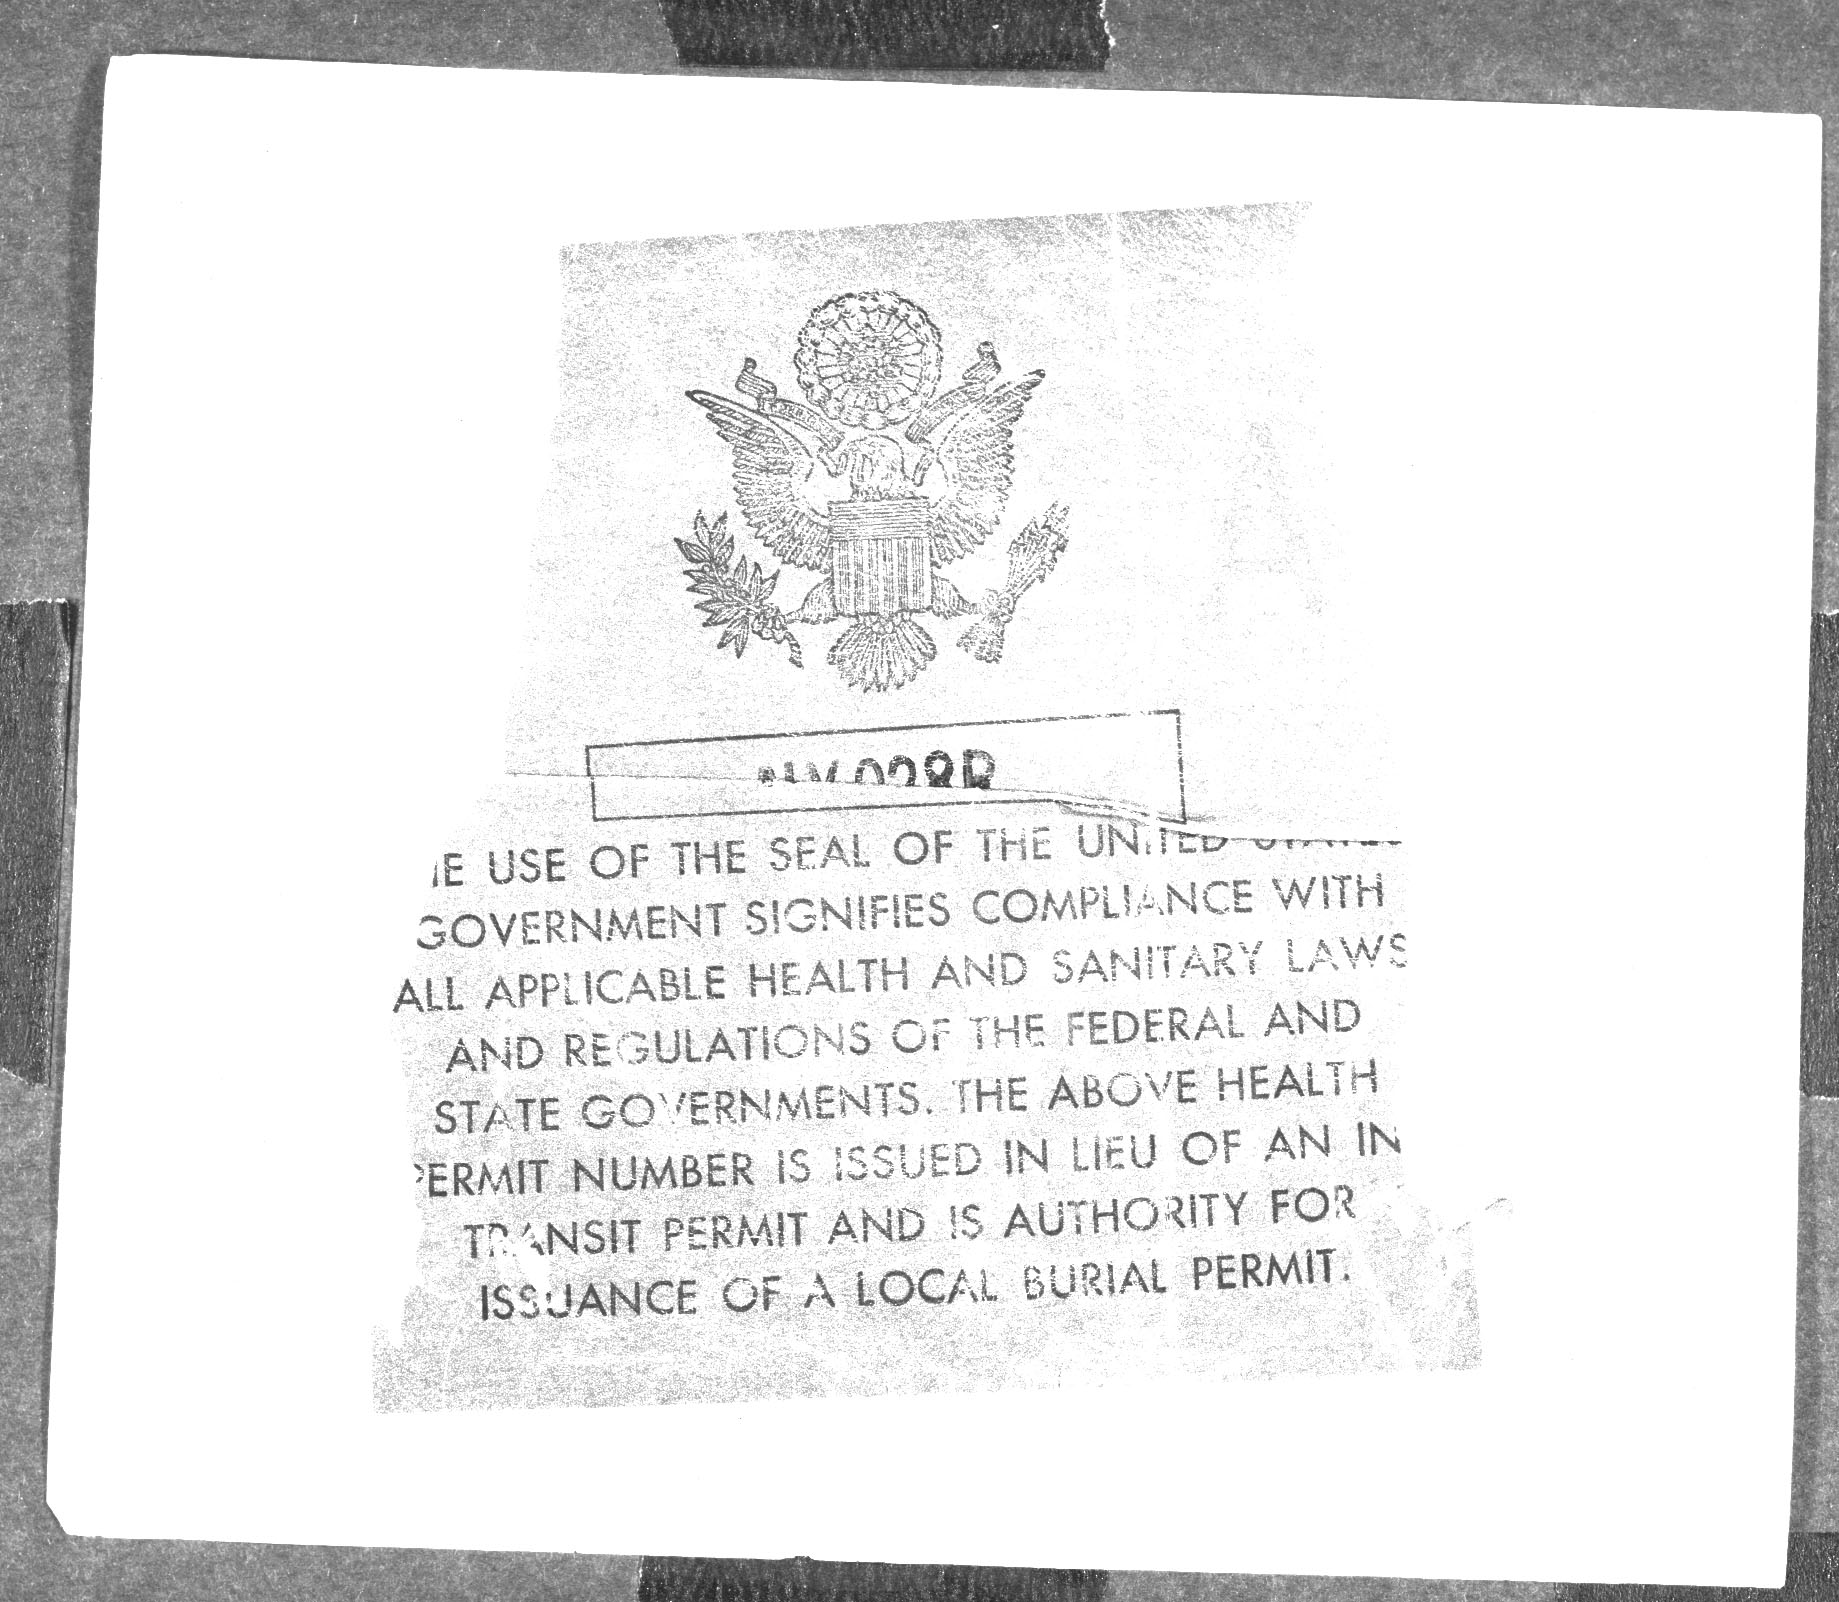 USE OF THE SEAL OF THE UNITED
GOVERNMENT SIGNIFIES COMPLIANCE WITH
ALL APPLICABLE HEALTH AND SANITARY LAWS
AND REGULATIONS OF THE FEDERAL AND
STATE GOVERNMENTS. THE ABOVE HEALTH
PERMIT NUMBER IS ISSUED IN LIEU OF AN IN
TRANSIT PERMIT AND IS AUTHORITY FOR
ISSUANCE OF A LOCAL BURIAL PERMIT.